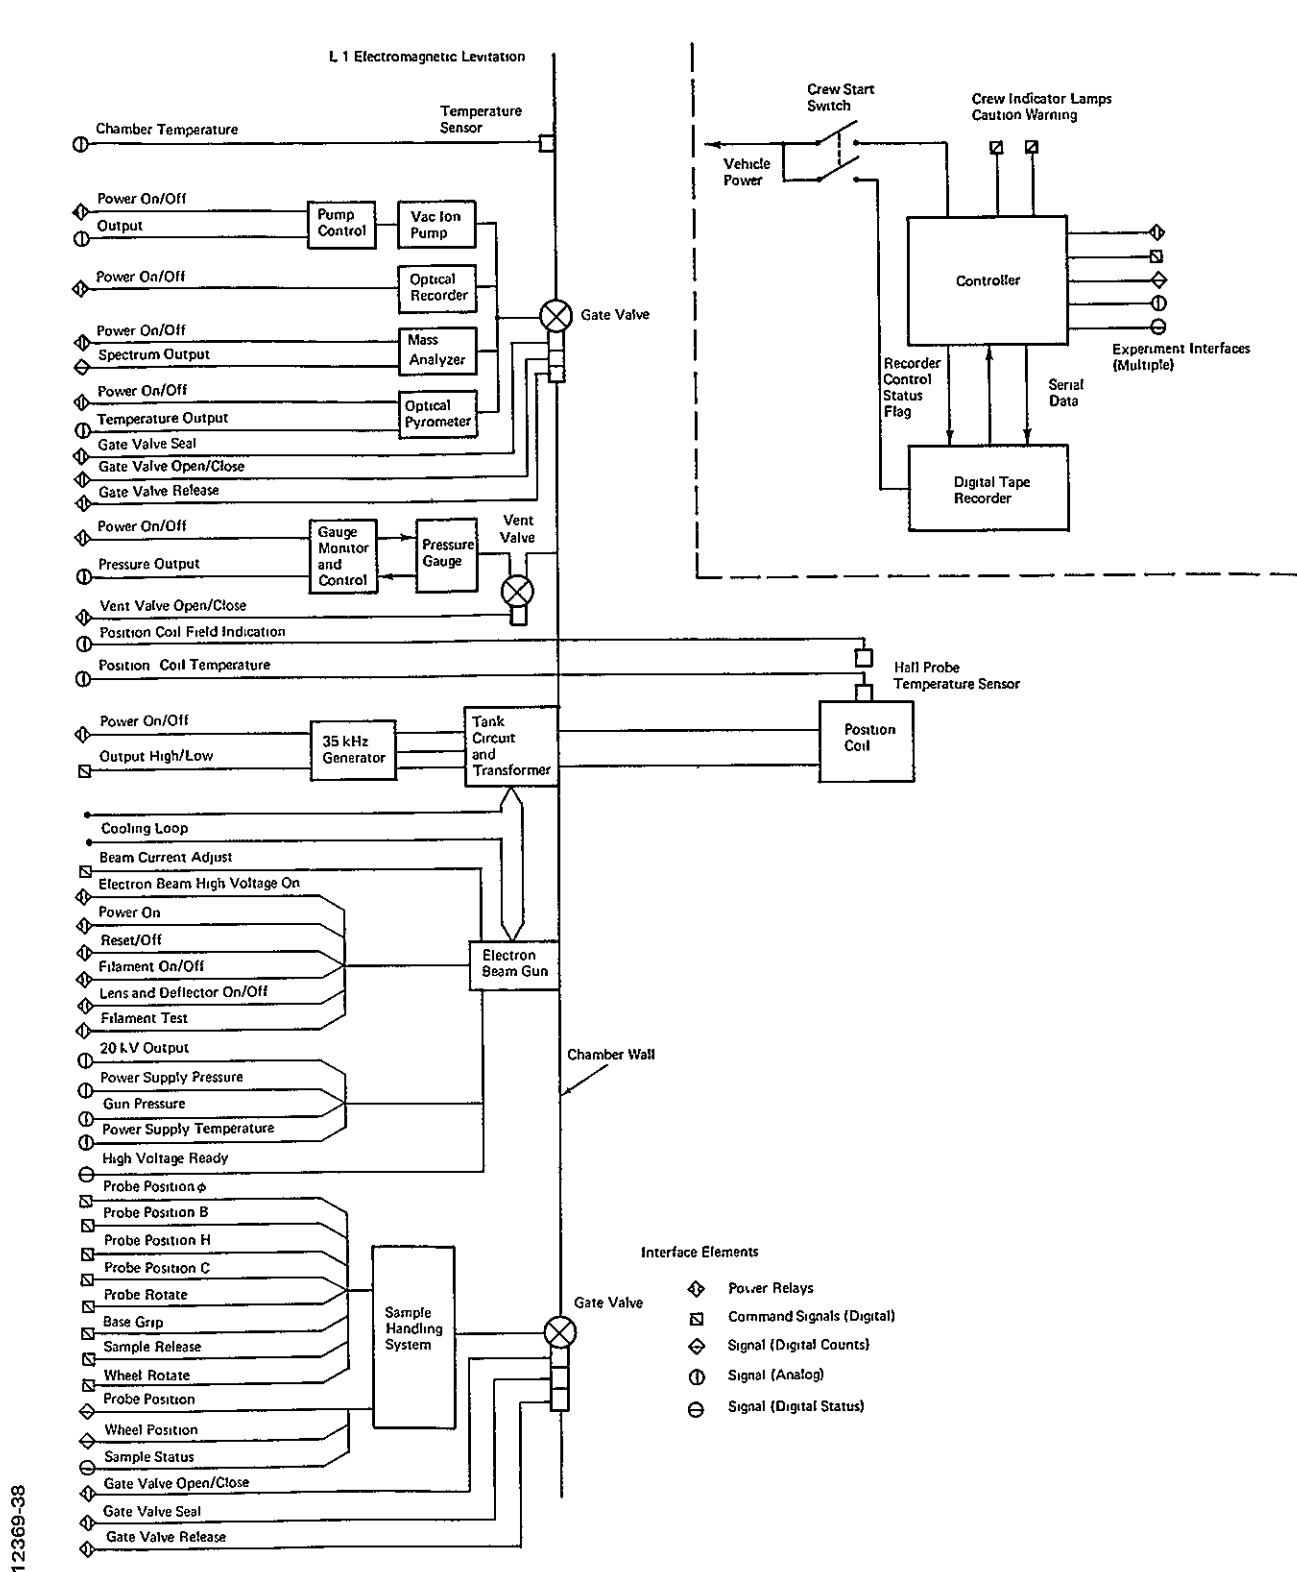 L 1 Electromagnetic Levitation
Temperature
Sensor
Chamber Temperature
Power On/Off
Output
Pump
Control
Vac Ion
Pump
Power On/Off
Optical
Recorder
Gate Valve
Power On/Off
Spectrum Output
Mass
Analyzer
Power On/Off
Temperature Output
Optical
Pyrometer
Gate Valve Seal
Gate Valve Open/Close
Gate Valve Release
Power On/Off
Pressure Output
Gauge
Monitor
and
Control
Pressure
Gauge
Vent
Valve
Vent Valve Open/Close
Position Coil Field Indication
Position Coil Temperature
Hall Probe
Temperature Sensor
Power On/Off
Output High/Low
35 kHz
Generator
Tank
Circuit
and
Transformer
Position
Coil
Cooling Loop
Beam Current Adjust
Electron Beam High Voltage On
Power On
Reset/Off
Filament On/Off
Lens and Deflector On/Off
Filament Test
Electron
Beam Gun
20 kV Output
Power Supply Pressure
Gun Pressure
Power Supply Temperature
High Voltage Ready
Chamber Wall
Probe Position ϕ
Probe Position B
Probe Position H
Probe Position C
Probe Rotate
Base Grip
Sample Release
Wheel Rotate
Probe Position
Wheel Position
Sample Status
Sample
Handling
System
Gate Valve
Gate Valve Open/Close
Gate Valve Seal
Gate Valve Release
Crew Start
Switch
Crew Indicator Lamps
Caution Warning
Vehicle
Power
Controller
Experiment Interfaces
(Multiple)
Recorder
Control
Status
Flag
Serial
Data
Digital Tape
Recorder
Interface Elements
Power Relays
Command Signals (Digital)
Signal (Digital Counts)
Signal (Analog)
Signal (Digital Status)
12369-38